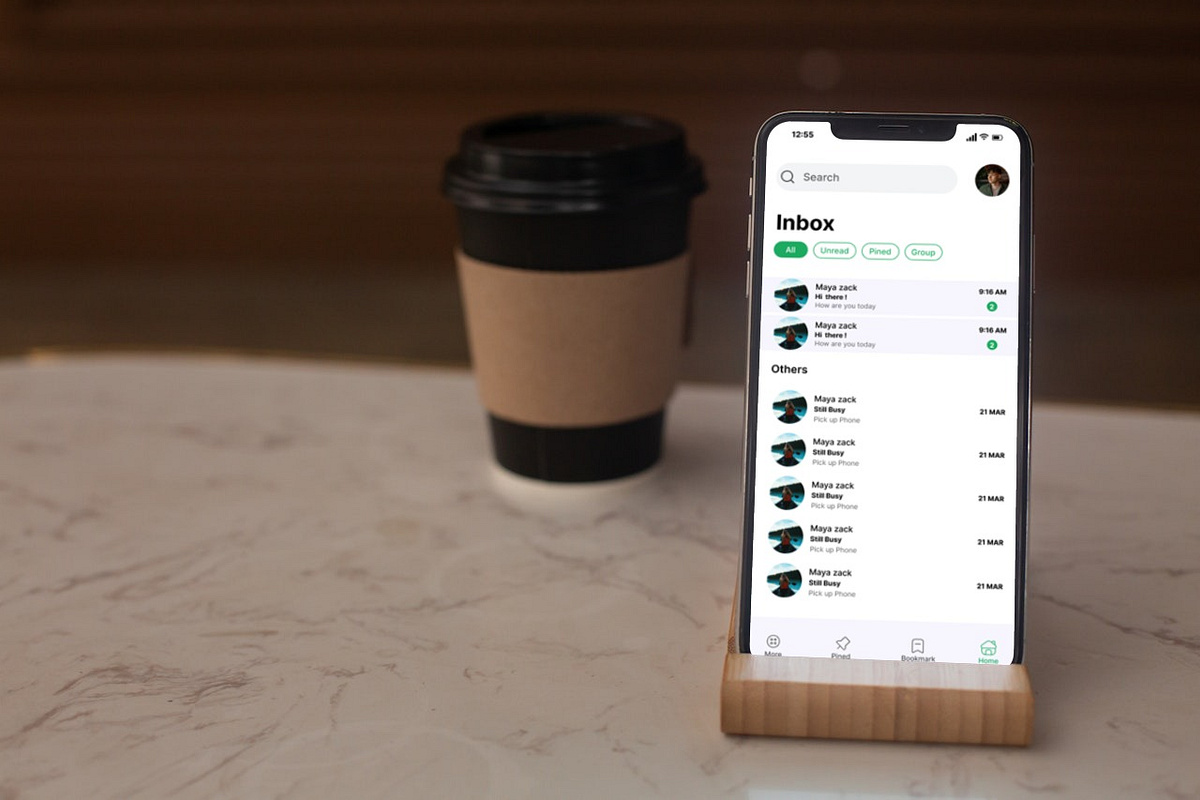 12:55
Search
Inbox
All Unread Pined Group
Maya zack
Hi there !
How are you today
9:16 AM
2
Maya zack
Hi there !
How are you today
9:16 AM
2
Others
Maya zack
Still Busy
Pick up Phone
21 MAR
Maya zack
Still Busy
Pick up Phone
21 MAR
Maya zack
Still Busy
Pick up Phone
21 MAR
Maya zack
Still Busy
Pick up Phone
21 MAR
Maya zack
Still Busy
Pick up Phone
21 MAR
More Pined Bookmark Home